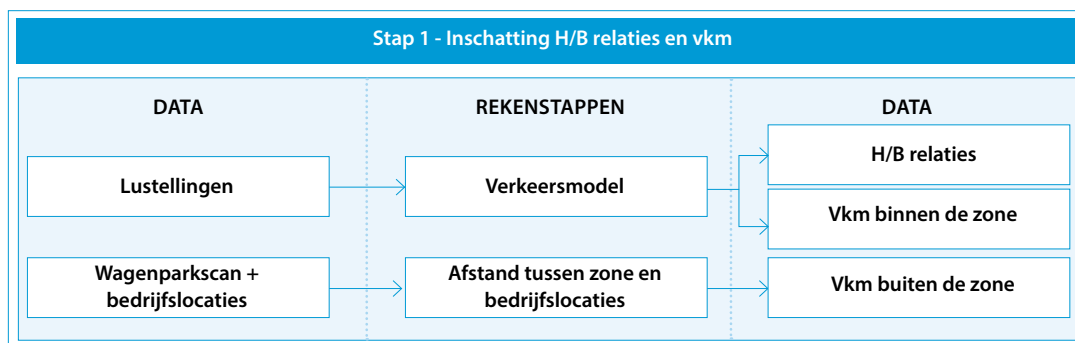 Stap 1 - Inschatting H/B relaties en vkm
DATA
REKENSTAPPEN
DATA
Lustellingen
Verkeersmodel
H/B relaties
Vkm binnen de zone
Wagenparkscan +
bedrijfslocaties
Afstand tussen zone en
bedrijfslocaties
Vkm buiten de zone